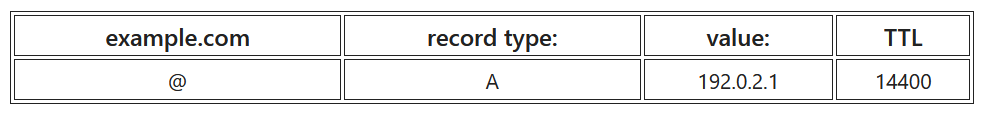 example.com record type: value: TTL
@ A 192.0.2.1 14400